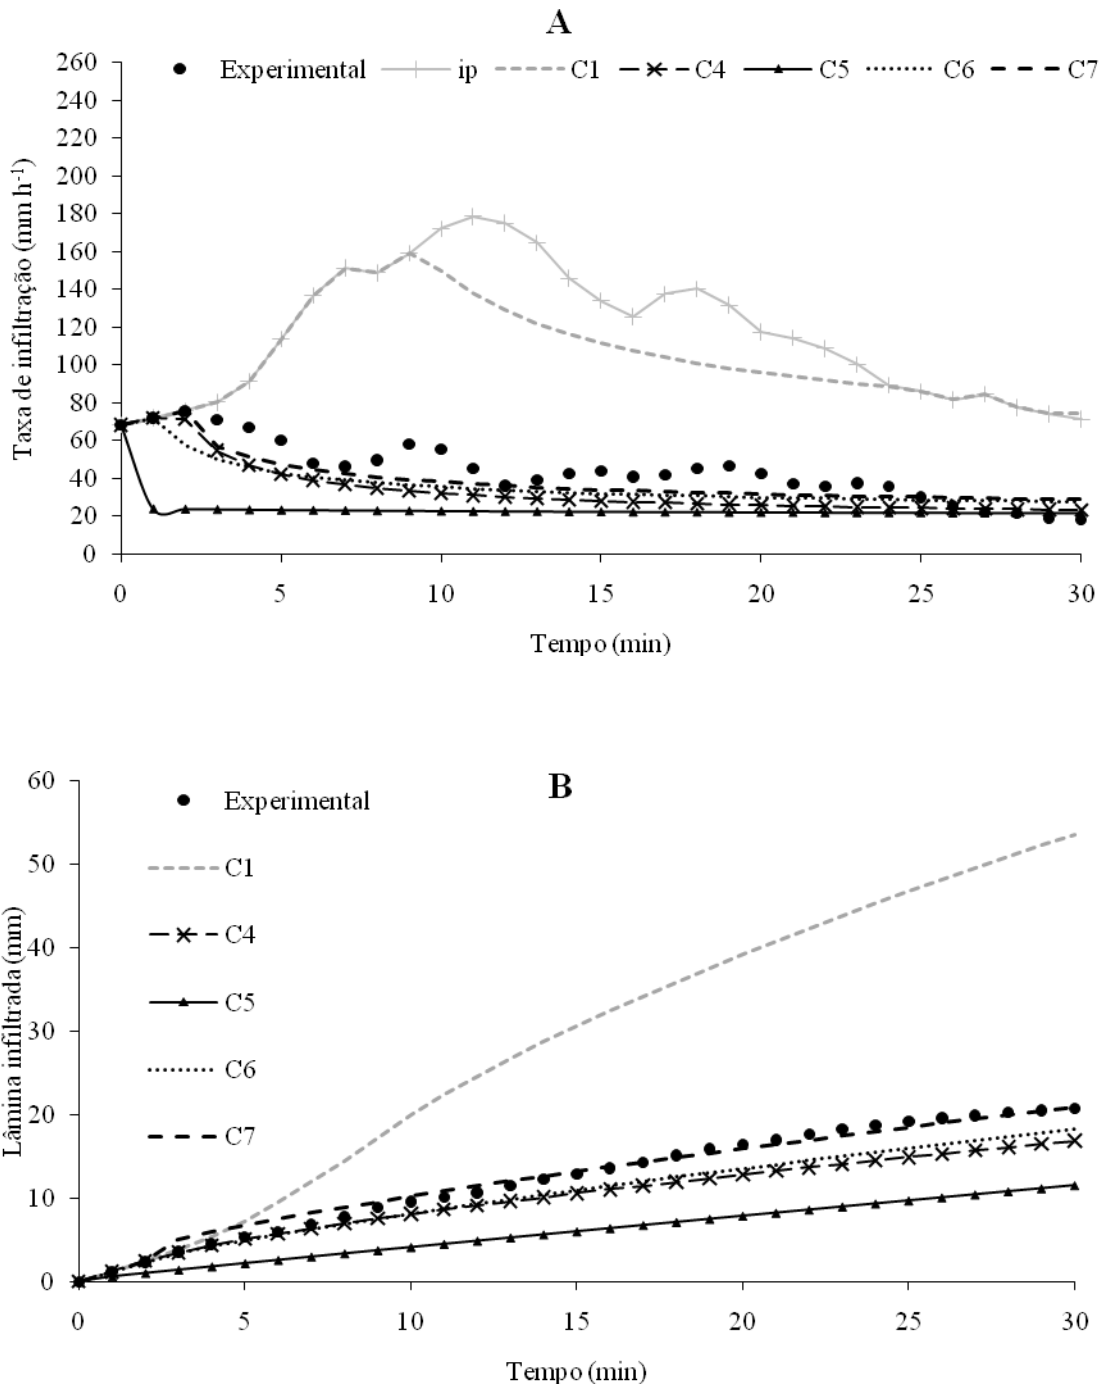 A
Experimental ip C1 C4 C5 C6 C7
260
240
220
200
180
160
140
120
100
80
60
40
20
0
Taxa de infiltração (mm h-1)
0 5 10 15 20 25 30
Tempo (min)
B
60
50
40
30
20
10
0
Lâmina infiltrada (mm)
Experimental
C1
C4
C5
C6
C7
0 5 10 15 20 25 30
Tempo (min)